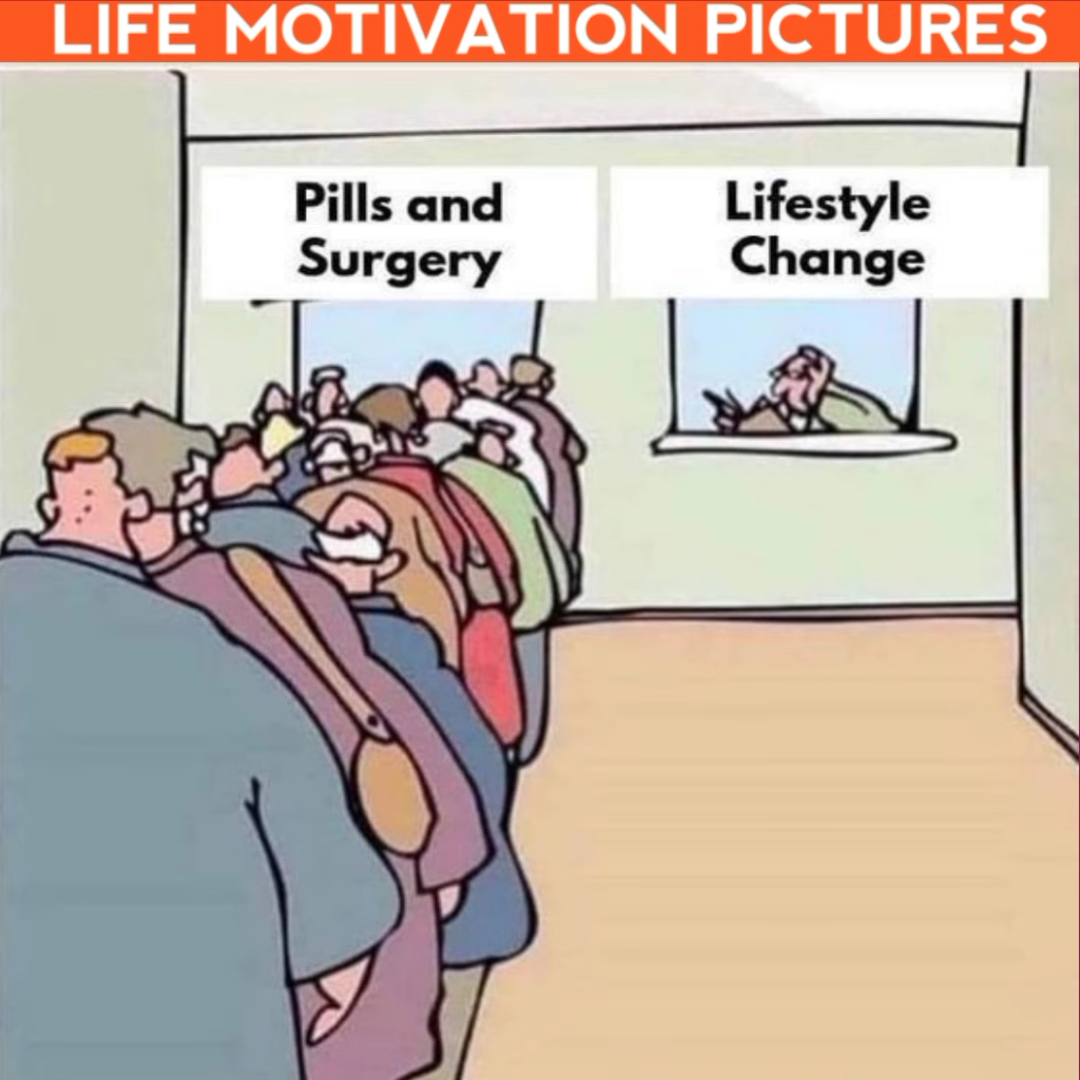 LIFE MOTIVATION PICTURES
Pills and
Surgery
Lifestyle
Change